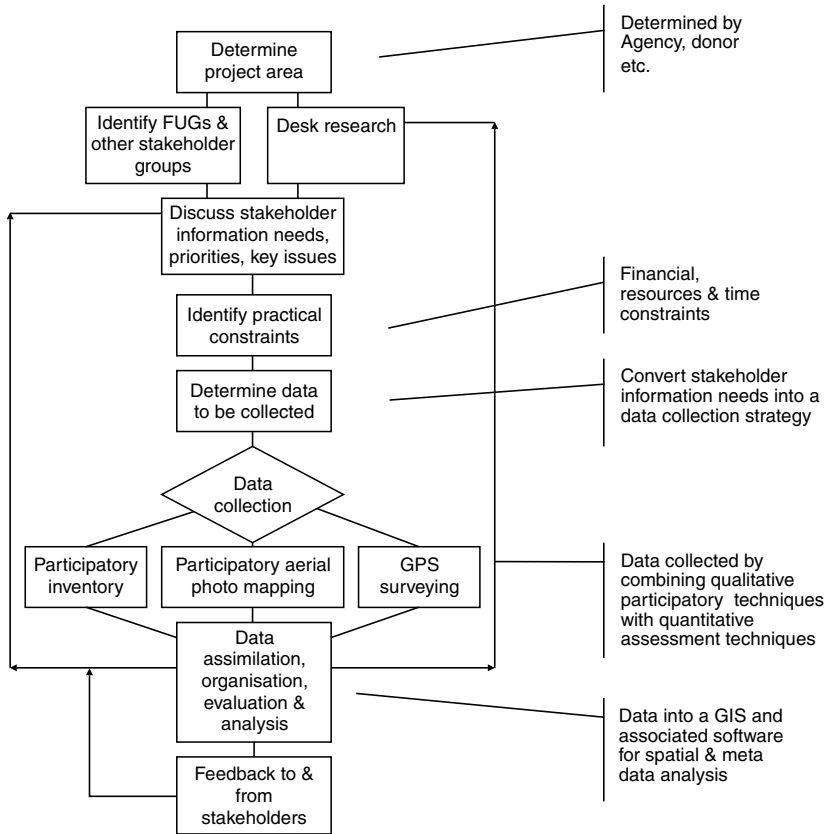 Determine
project area
Determined by
Agency, donor
etc.
Identify FUGs &
other stakeholder
groups
Desk research
Discuss stakeholder
information needs,
priorities, key issues
Identify practical
constraints
Financial,
resources & time
constraints
Determine data
to be collected
Convert stakeholder
information needs into a
data collection strategy
Data
collection
Participatory
inventory
Participatory aerial
photo mapping
GPS
surveying
Data collected by
combining qualitative
participatory techniques
with quantitative
assessment techniques
Data
assimilation,
organisation,
evaluation &
analysis
Data into a GIS and
associated software
for spatial & meta
data analysis
Feedback to &
from
stakeholders